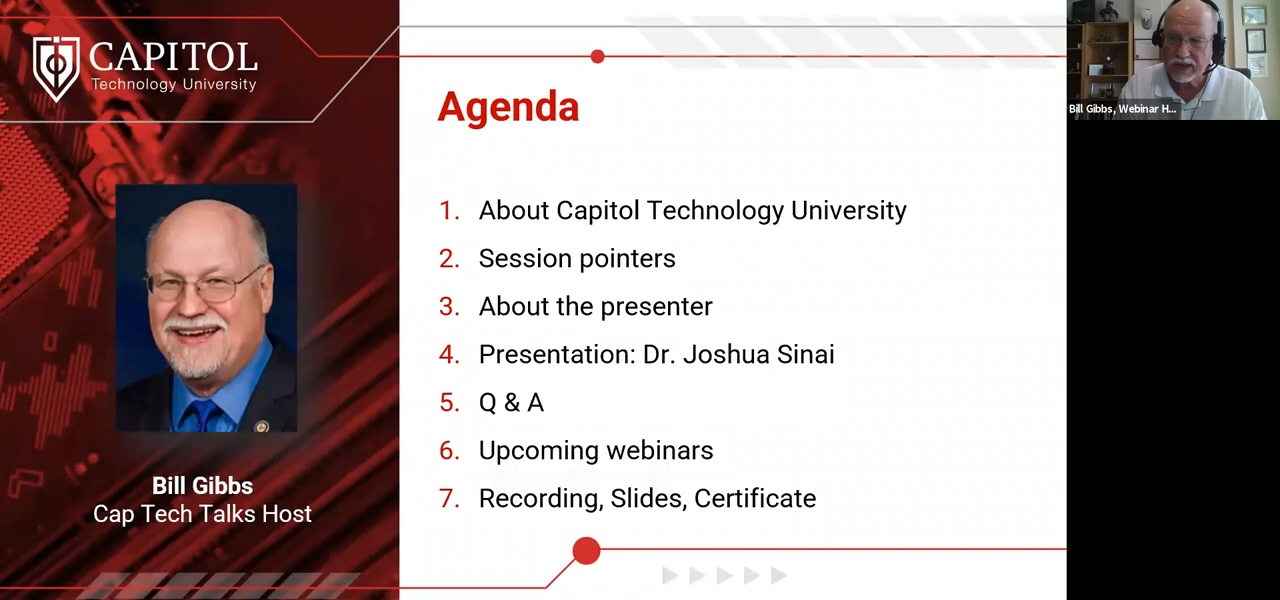 CAPITOL
Technology University
Bill Gibbs
Cap Tech Talks Host
Agenda
1. About Capitol Technology University
2. Session pointers
3. About the presenter
4. Presentation: Dr. Joshua Sinai
5. Q & A
6. Upcoming webinars
7. Recording, Slides, Certificate
Bill Gibbs, Webinar H...